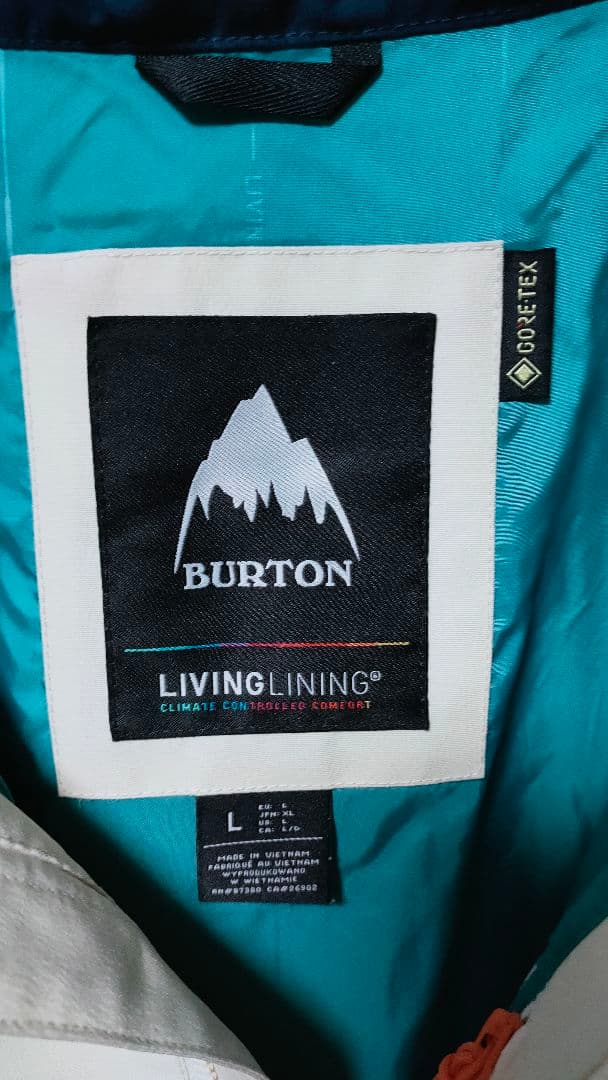 GORE-TEX
BURTON
LIVINGLINING®
CLIMATE CONTROLLED COMFORT
L
EU: L
JPN: XL
US: L
CA: L/G
MADE IN VIETNAM
FABRIQUÉ AU VIETNAM
WYPRODUKOWANO
W WIETNAMIE
RN#87380 CA#26902